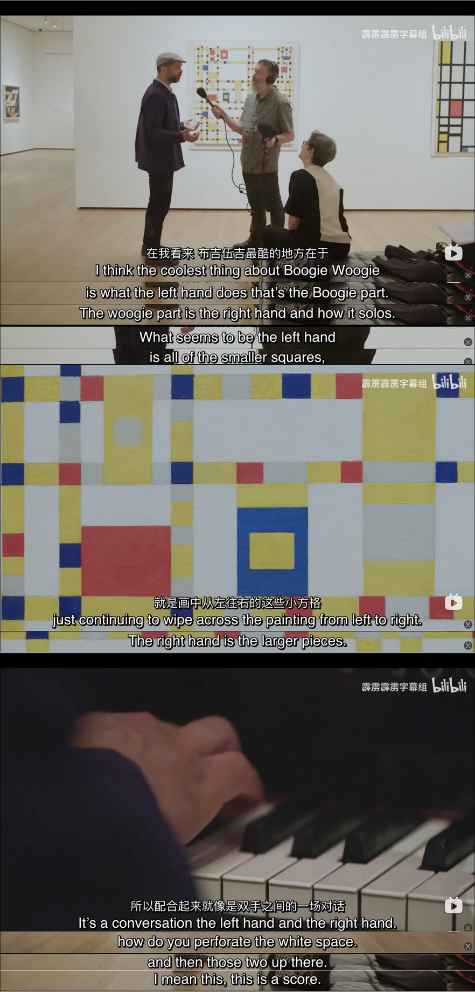 霹雳霹雳字幕组 bilibili
在我看来 布吉伍吉最酷的地方在于
I think the coolest thing about Boogie Woogie
is what the left hand does that's the Boogie part.
The woogie part is the right hand and how it solos.
What seems to be the left hand
is all of the smaller squares,
霹雳霹雳字幕组 bilibili
就是画中从左往右的这些小方格
just continuing to wipe across the painting from left to right.
The right hand is the larger pieces.
霹雳霹雳字幕组 bilibili
所以配合起来就像是双手之间的一场对话
It's a conversation the left hand and the right hand.
how do you perforate the white space.
and then those two up there.
I mean this, this is a score.